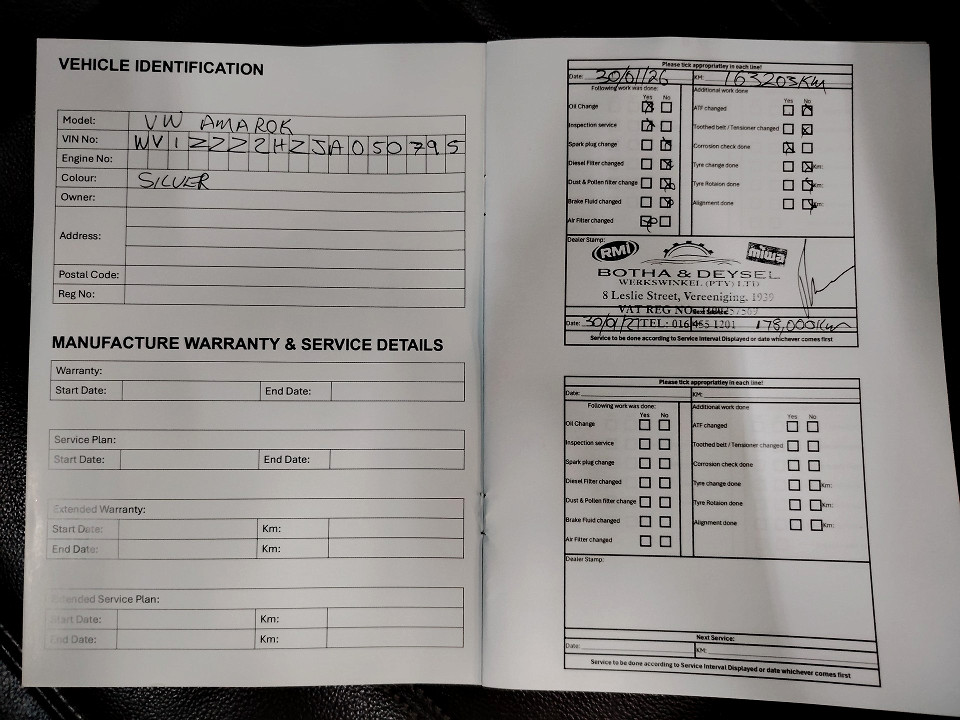 VEHICLE IDENTIFICATION
Model: VW AMAROK
VIN No: WV1ZZZ2HZJA050795
Engine No:
Colour: SILVER
Owner:
Address:
Postal Code:
Reg No:
MANUFACTURE WARRANTY & SERVICE DETAILS
Warranty:
Start Date: End Date:
Service Plan:
Start Date: End Date:
Extended Warranty:
Start Date: Km:
End Date: Km:
Extended Service Plan:
Start Date: Km:
End Date: Km:
Please tick appropriatley in each line!
Date: 30/01/26 KM: 163203KM
Following work was done: Additional work done
Yes No Yes No
Oil Change ATF changed
Inspection service Toothed belt / Tensioner changed
Spark plug change Corrosion check done
Diesel Filter changed Tyre change done Km:
Dust & Pollen filter change Tyre Rotaion done Km:
Brake Fluid changed Alignment done Km:
Air Filter changed
Dealer Stamp:
RMI miwa
BOTHA & DEYSEL
WERKSWINKEL (PTY) LTD
8 Leslie Street, Vereeniging. 1939
VAT REG NO.
Date: 30/01/27 TEL: 016 455 1201 178,000Km
Service to be done according to Service Interval Displayed or date whichever comes first
Please tick appropriatley in each line!
Date: KM:
Following work was done: Additional work done
Yes No Yes No
Oil Change ATF changed
Inspection service Toothed belt / Tensioner changed
Spark plug change Corrosion check done
Diesel Filter changed Tyre change done Km:
Dust & Pollen filter change Tyre Rotaion done Km:
Brake Fluid changed Alignment done Km:
Air Filter changed
Dealer Stamp:
Next Service:
Date: KM:
Service to be done according to Service Interval Displayed or date whichever comes first